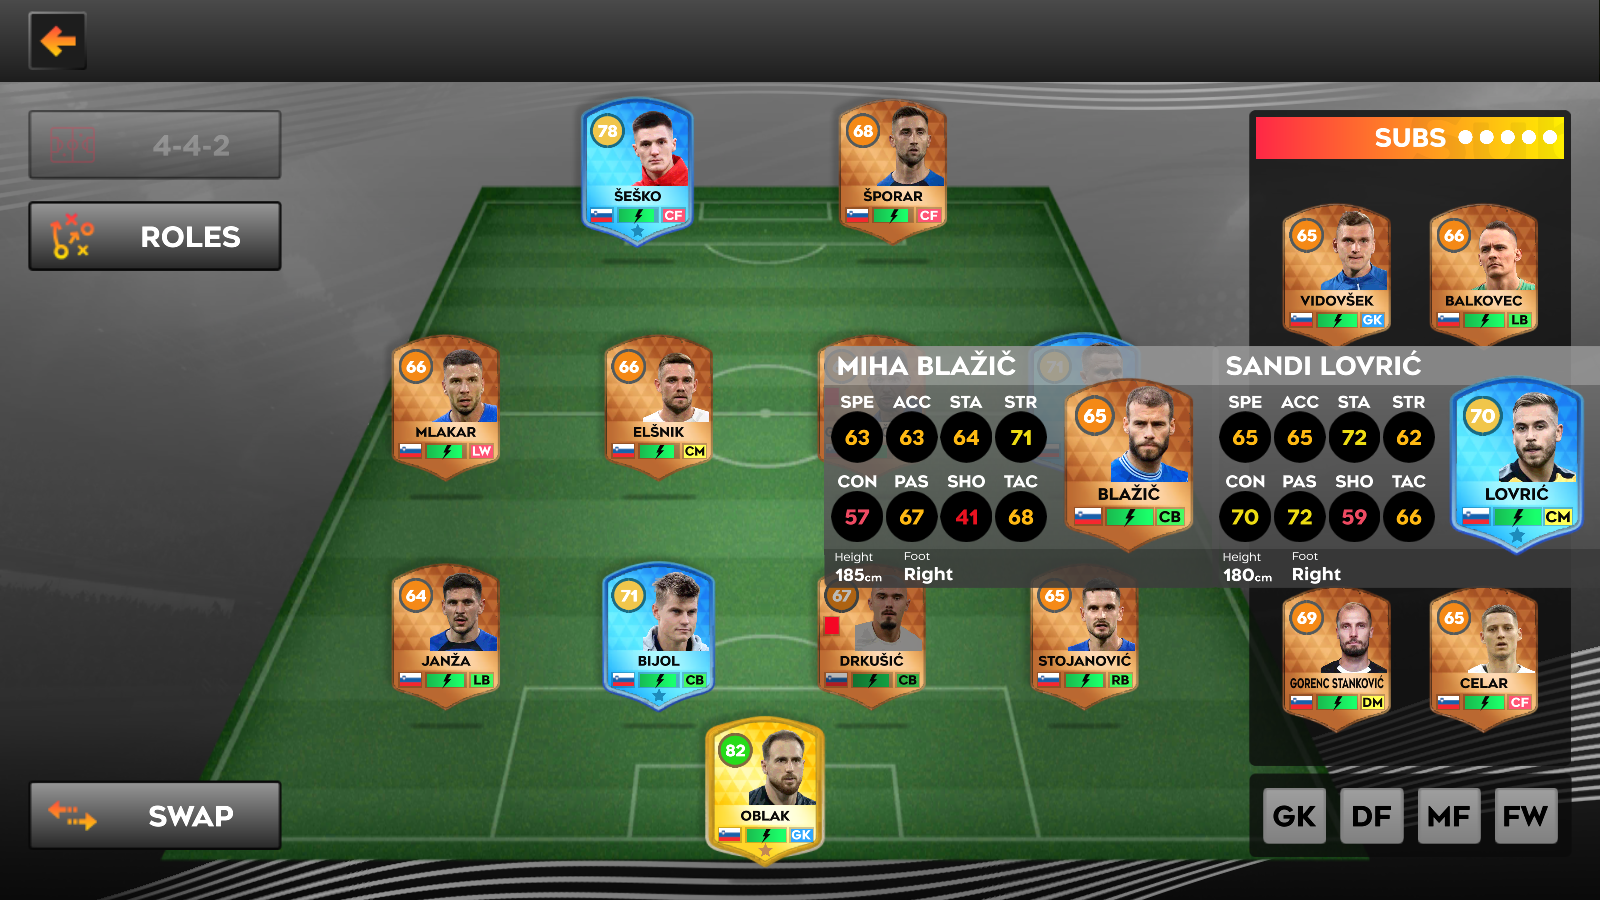 4-4-2
ROLES
SWAP
78
ŠEŠKO
CF
68
ŠPORAR
CF
66
MLAKAR
LW
66
ELŠNIK
CM
71
64
JANŽA
LB
71
BIJOL
CB
67
DRKUŠIĆ
CB
65
STOJANOVIĆ
RB
82
OBLAK
GK
MIHA BLAŽIČ
SPE ACC STA STR
63 63 64 71
CON PAS SHO TAC
57 67 41 68
Height Foot
185cm Right
65
BLAŽIČ
CB
SANDI LOVRIĆ
SPE ACC STA STR
65 65 72 62
CON PAS SHO TAC
70 72 59 66
Height Foot
180cm Right
70
LOVRIĆ
CM
SUBS
65
VIDOVŠEK
GK
66
BALKOVEC
LB
69
GORENC STANKOVIĆ
DM
65
CELAR
CF
GK DF MF FW